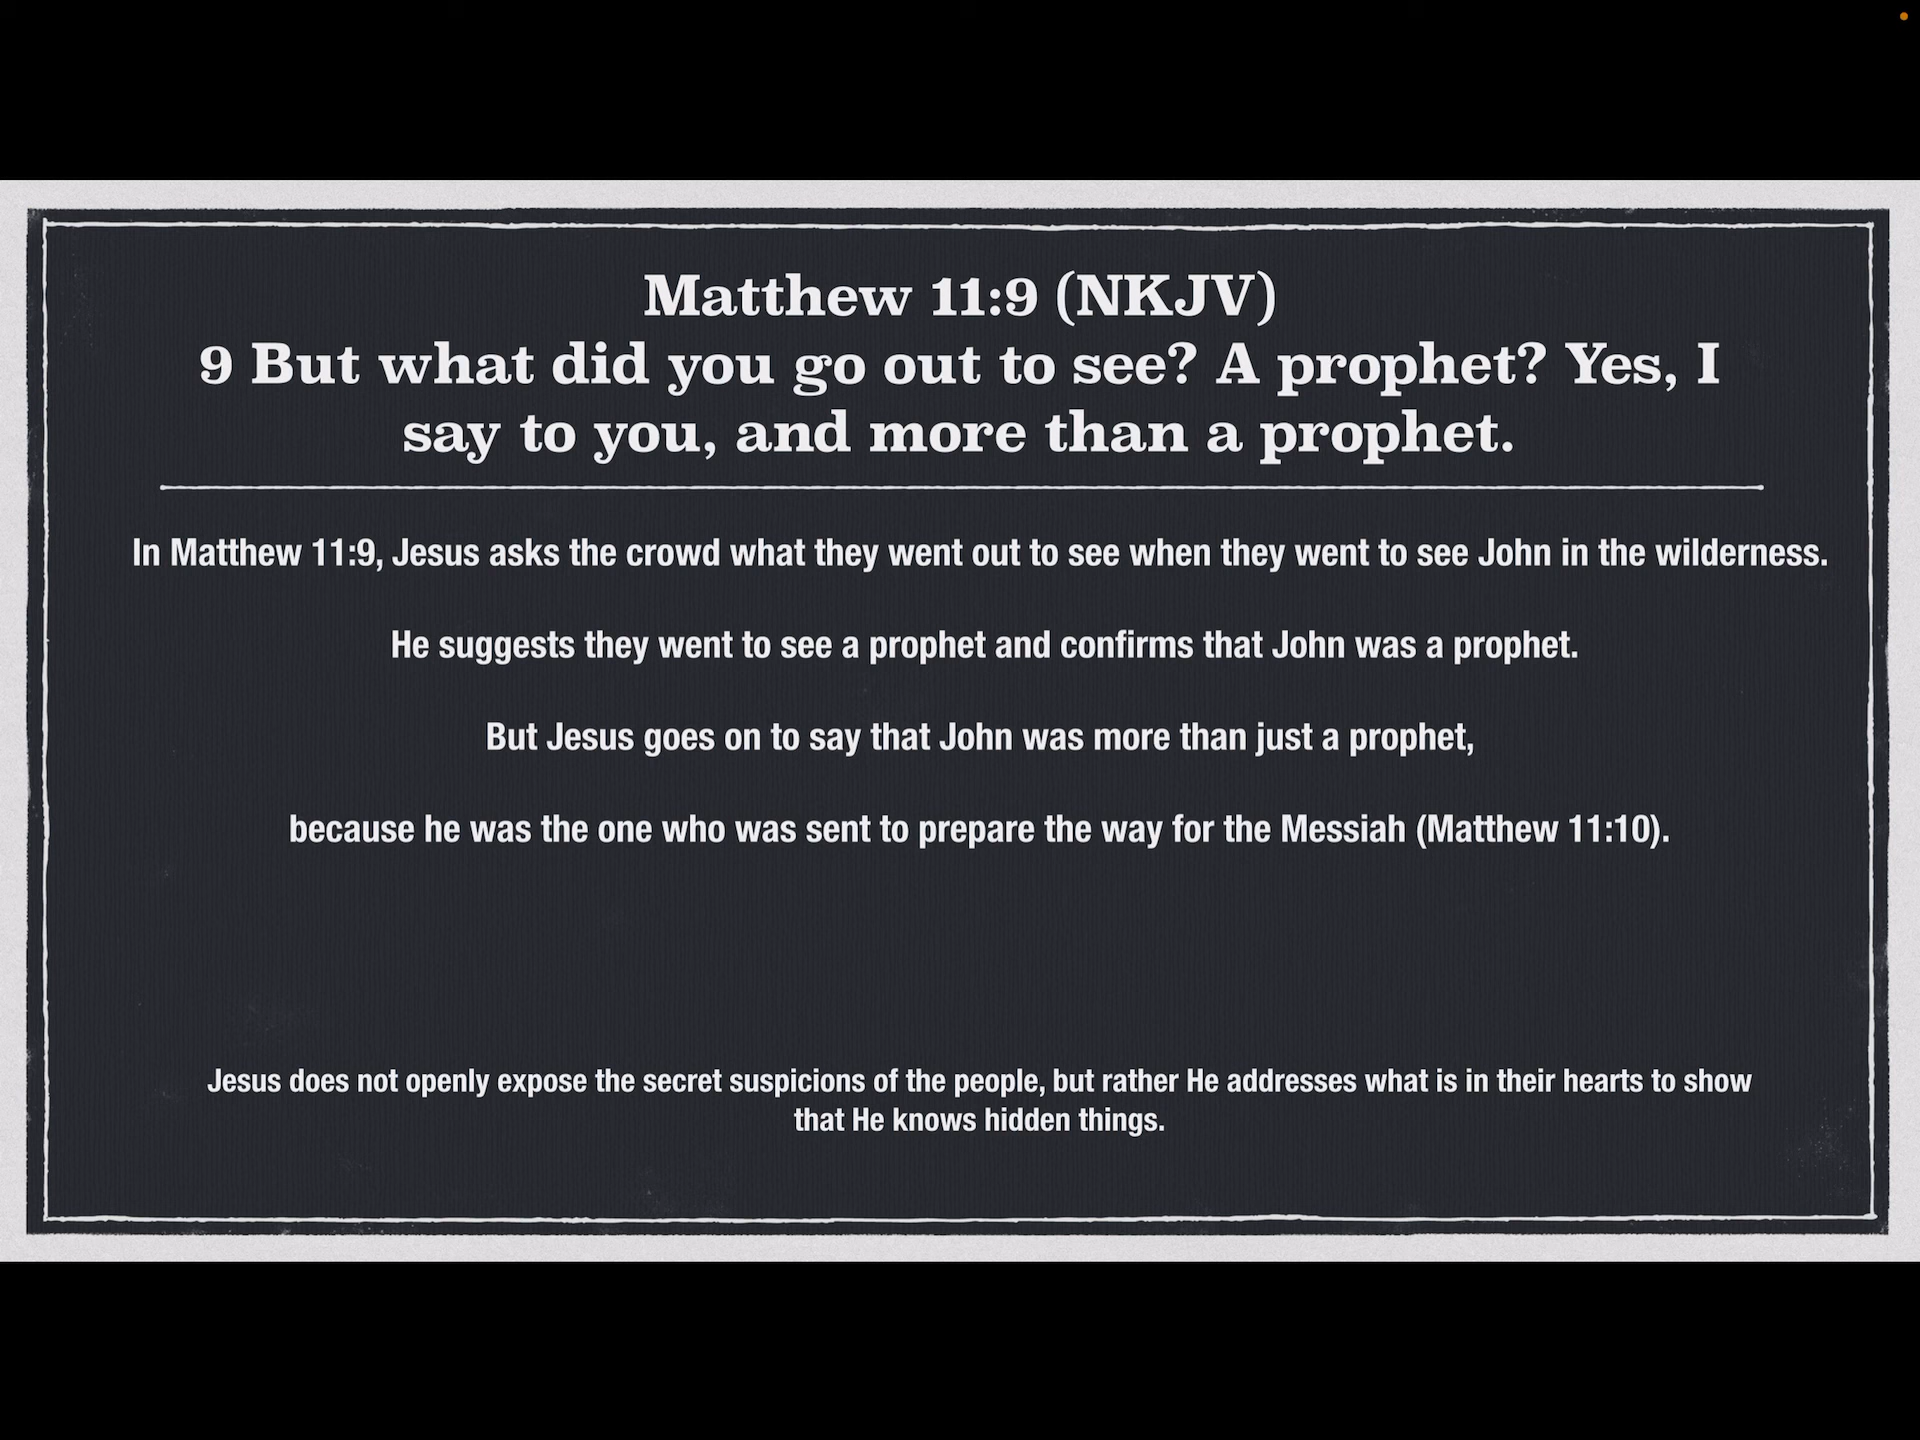 Matthew 11:9 (NKJV)
9 But what did you go out to see? A prophet? Yes, I
say to you, and more than a prophet.
In Matthew 11:9, Jesus asks the crowd what they went out to see when they went to see John in the wilderness.
He suggests they went to see a prophet and confirms that John was a prophet.
But Jesus goes on to say that John was more than just a prophet,
because he was the one who was sent to prepare the way for the Messiah (Matthew 11:10).
Jesus does not openly expose the secret suspicions of the people, but rather He addresses what is in their hearts to show
that He knows hidden things.